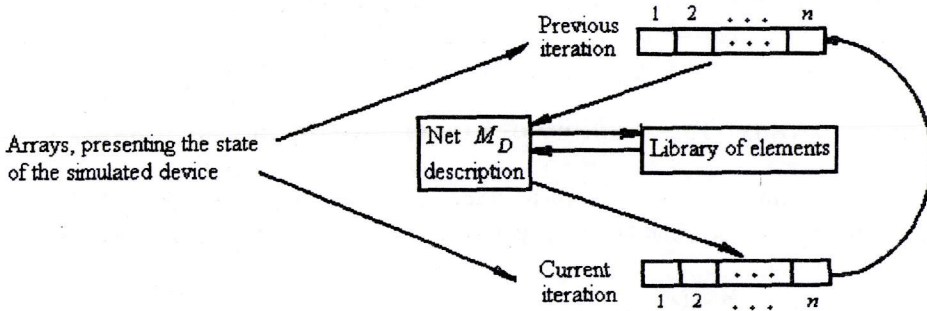 1 2 . . . n
Previous
iteration
. . .
Net M_D
description
Library of elements
Arrays, presenting the state
of the simulated device
Current
iteration
. . .
1 2 . . . n